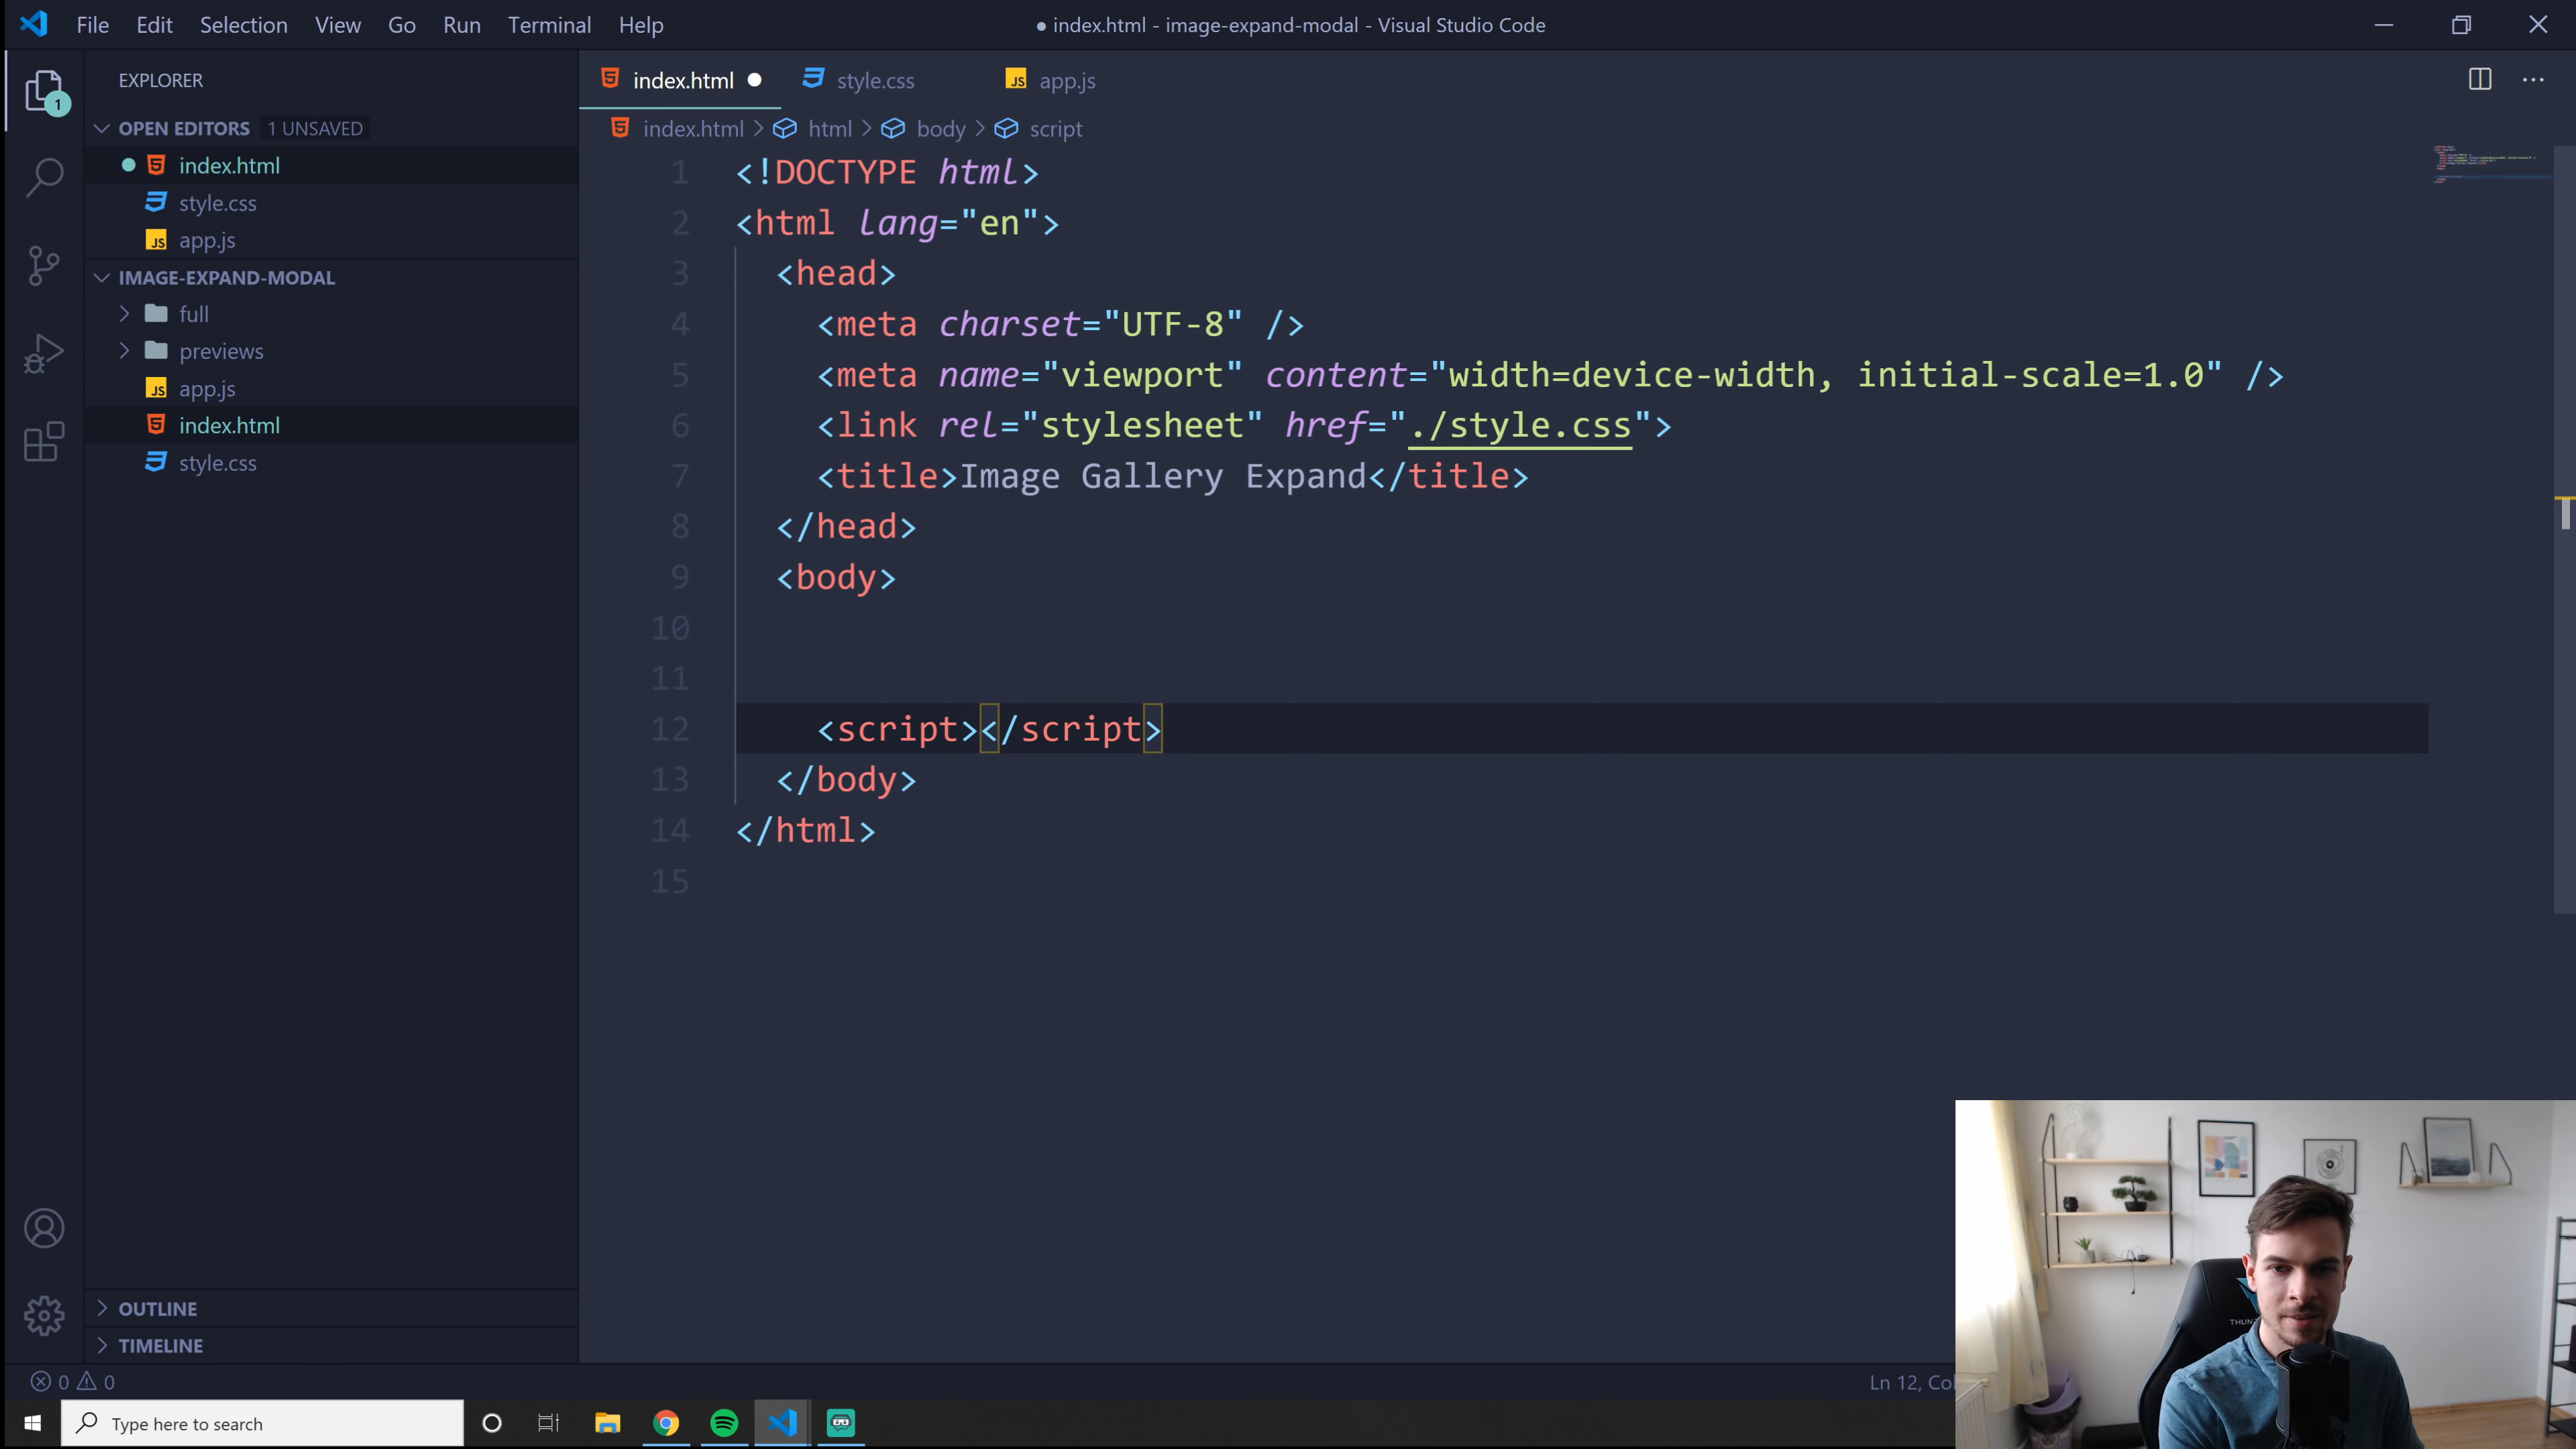 File Edit Selection View Go Run Terminal Help
● index.html - image-expand-modal - Visual Studio Code
EXPLORER
1
OPEN EDITORS 1 UNSAVED
index.html
style.css
JS app.js
IMAGE-EXPAND-MODAL
full
previews
JS app.js
index.html
style.css
OUTLINE
TIMELINE
index.html ● style.css JS app.js
index.html > html > body > script
1 <!DOCTYPE html>
2 <html lang="en">
3 <head>
4 <meta charset="UTF-8" />
5 <meta name="viewport" content="width=device-width, initial-scale=1.0" />
6 <link rel="stylesheet" href="./style.css">
7 <title>Image Gallery Expand</title>
8 </head>
9 <body>
10
11
12 <script></script>
13 </body>
14 </html>
15
0 0
Ln 12, Co
Type here to search